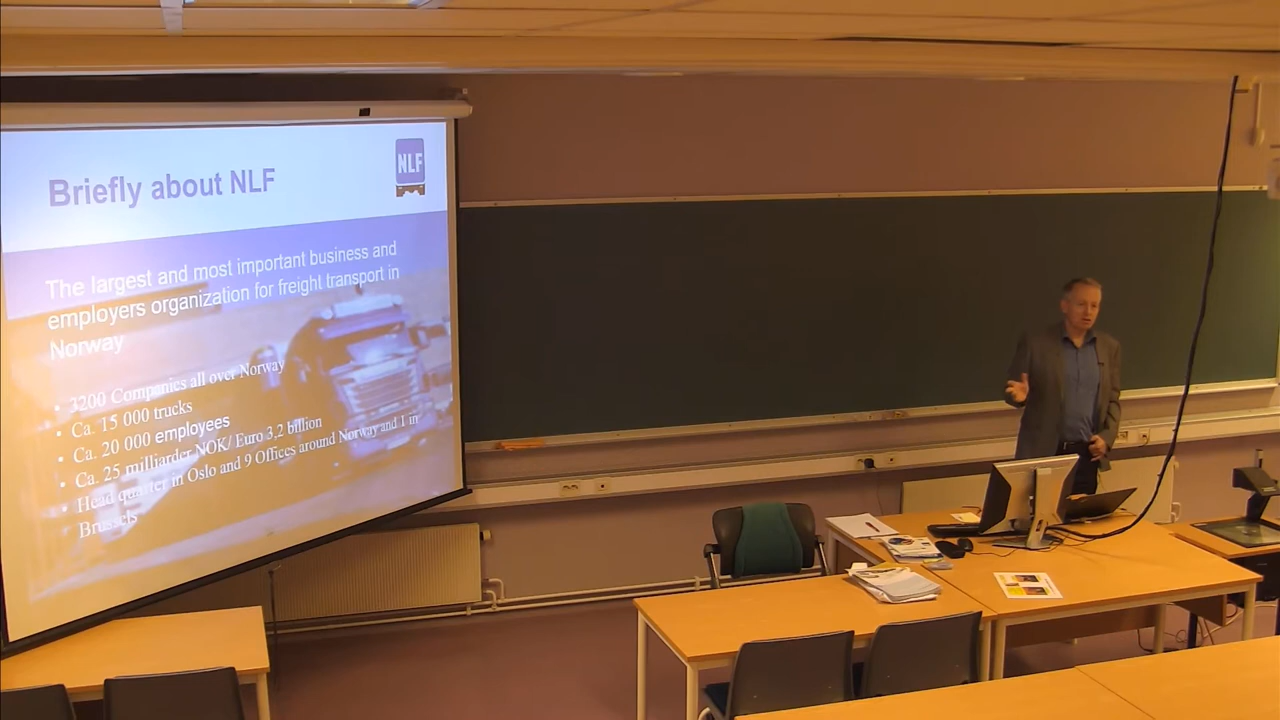 Briefly about NLF
NLF
The largest and most important business and
employers organization for freight transport in
Norway
• 3200 Companies all over Norway
• Ca. 15 000 trucks
• Ca. 20 000 employees
• Ca. 25 milliarder NOK/ Euro 3,2 billion
• Head quarter in Oslo and 9 Offices around Norway and 1 in
Brussels